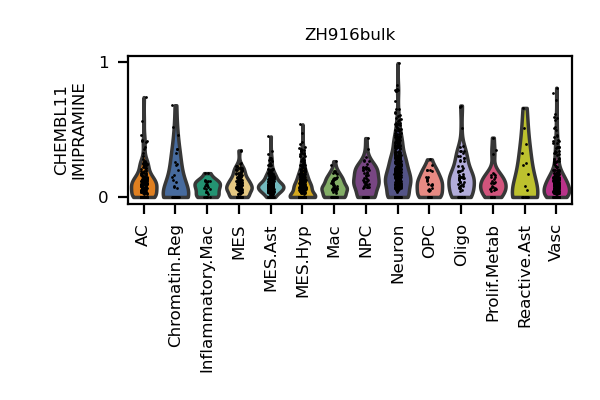 ZH916bulk
CHEMBL11
IMIPRAMINE
1
0
AC
Chromatin.Reg
Inflammatory.Mac
MES
MES.Ast
MES.Hyp
Mac
NPC
Neuron
OPC
Oligo
Prolif.Metab
Reactive.Ast
Vasc